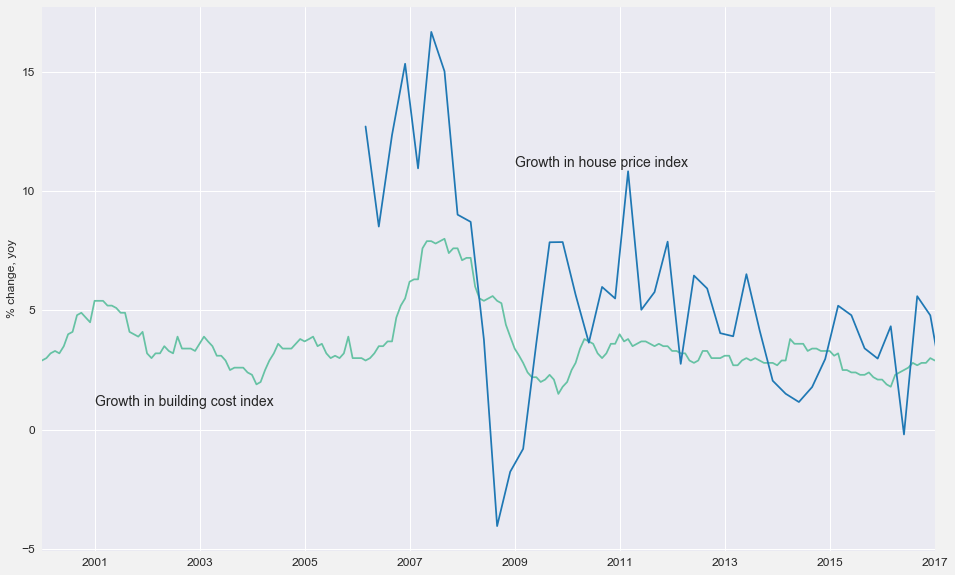 15
10
5
0
−5
% change, yoy
Growth in house price index
Growth in building cost index
2001 2003 2005 2007 2009 2011 2013 2015 2017